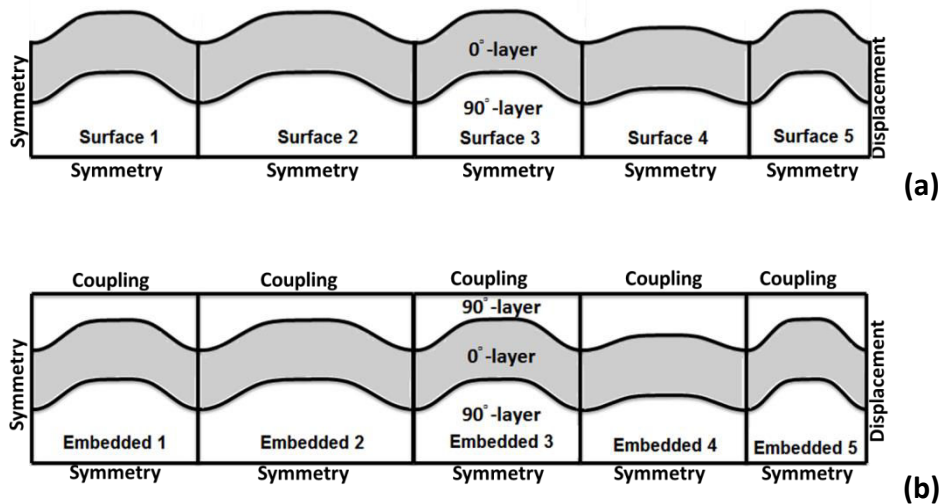 Symmetry
0°-layer
90°-layer
Surface 1
Surface 2
Surface 3
Surface 4
Surface 5
Displacement
Symmetry
Symmetry
Symmetry
Symmetry
Symmetry
(a)
Coupling
Coupling
Coupling
Coupling
Coupling
Symmetry
90°-layer
0°-layer
90°-layer
Embedded 1
Embedded 2
Embedded 3
Embedded 4
Embedded 5
Displacement
Symmetry
Symmetry
Symmetry
Symmetry
Symmetry
(b)